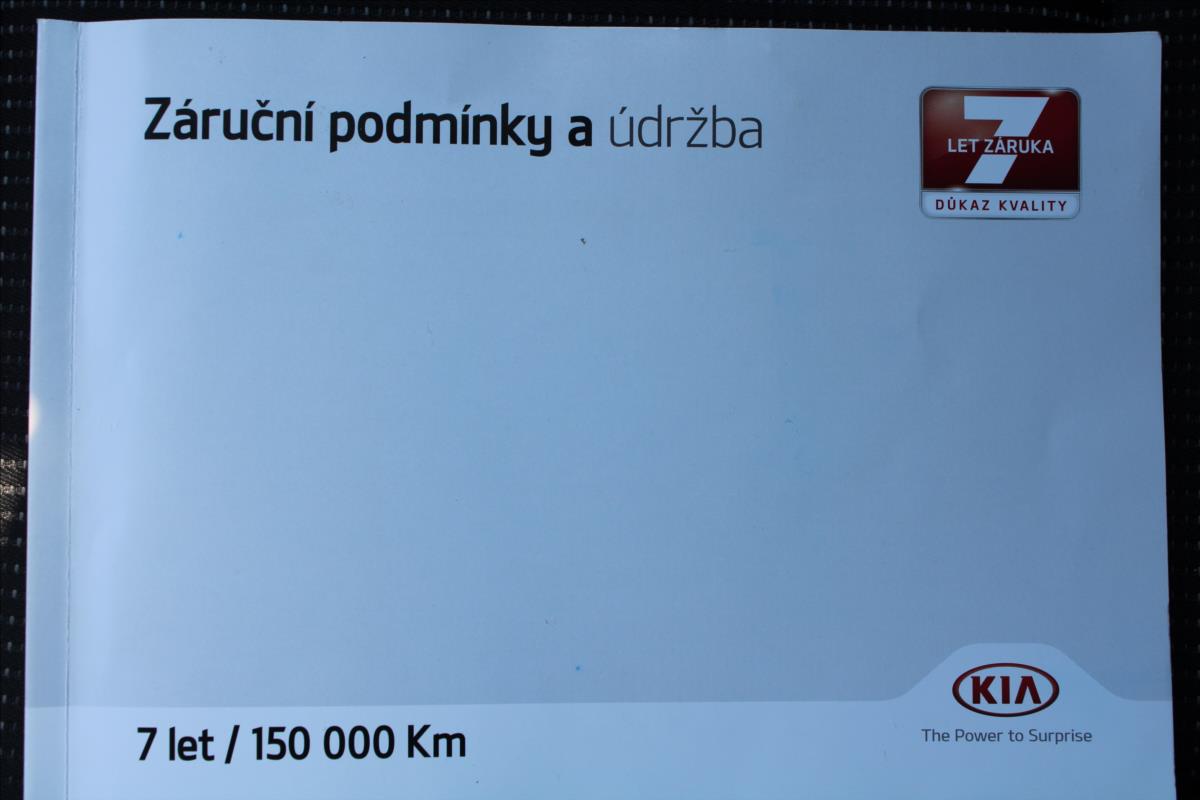 Záruční podmínky a údržba
7
LET ZÁRUKA
DŮKAZ KVALITY
7 let / 150 000 Km
KIA
The Power to Surprise